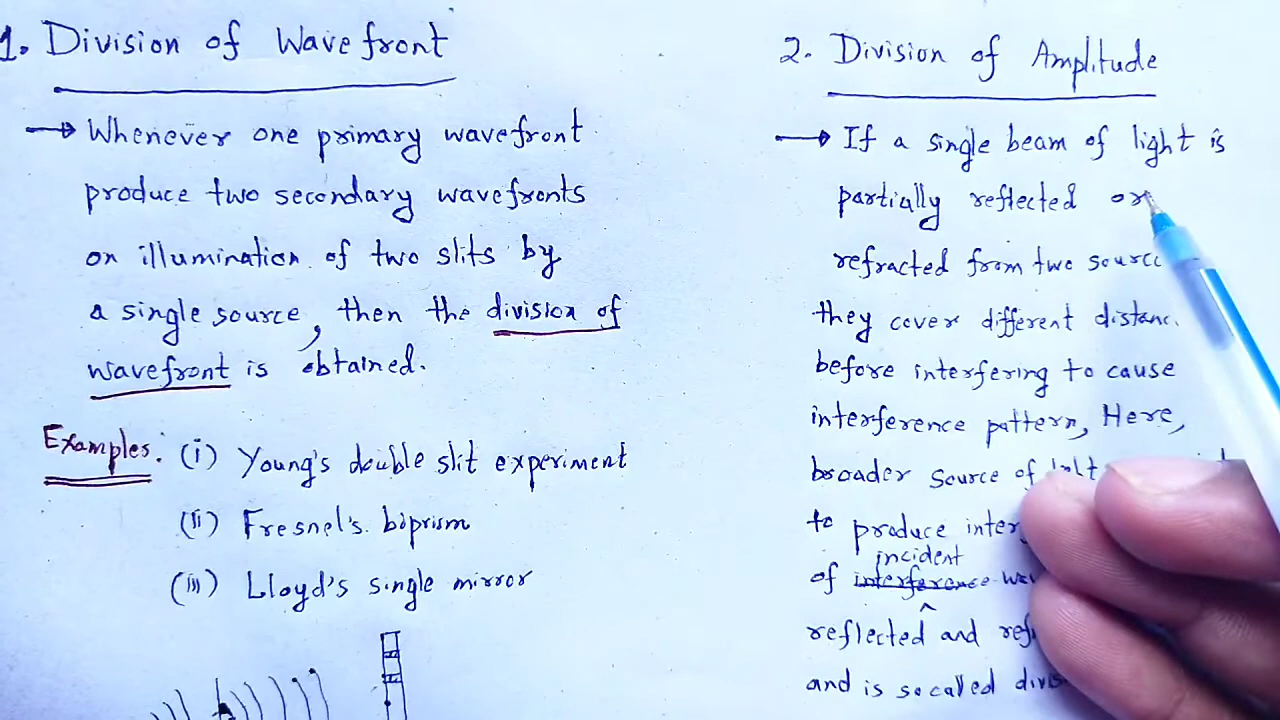 1. Division of Wavefront
→ Whenever one primary wavefront
produce two secondary wavefronts
on illumination of two slits by
a single source, then the division of
wavefront is obtained.
Examples: (i) Young's double slit experiment
(ii) Fresnel's biprism
(iii) Lloyd's single mirror
2. Division of Amplitude
→ If a single beam of light is
partially reflected or
refracted from two
they cover different
before interfering to cause
interference pattern, Here,
broader source of
to produce
incident
of interference
reflected and
and is so called